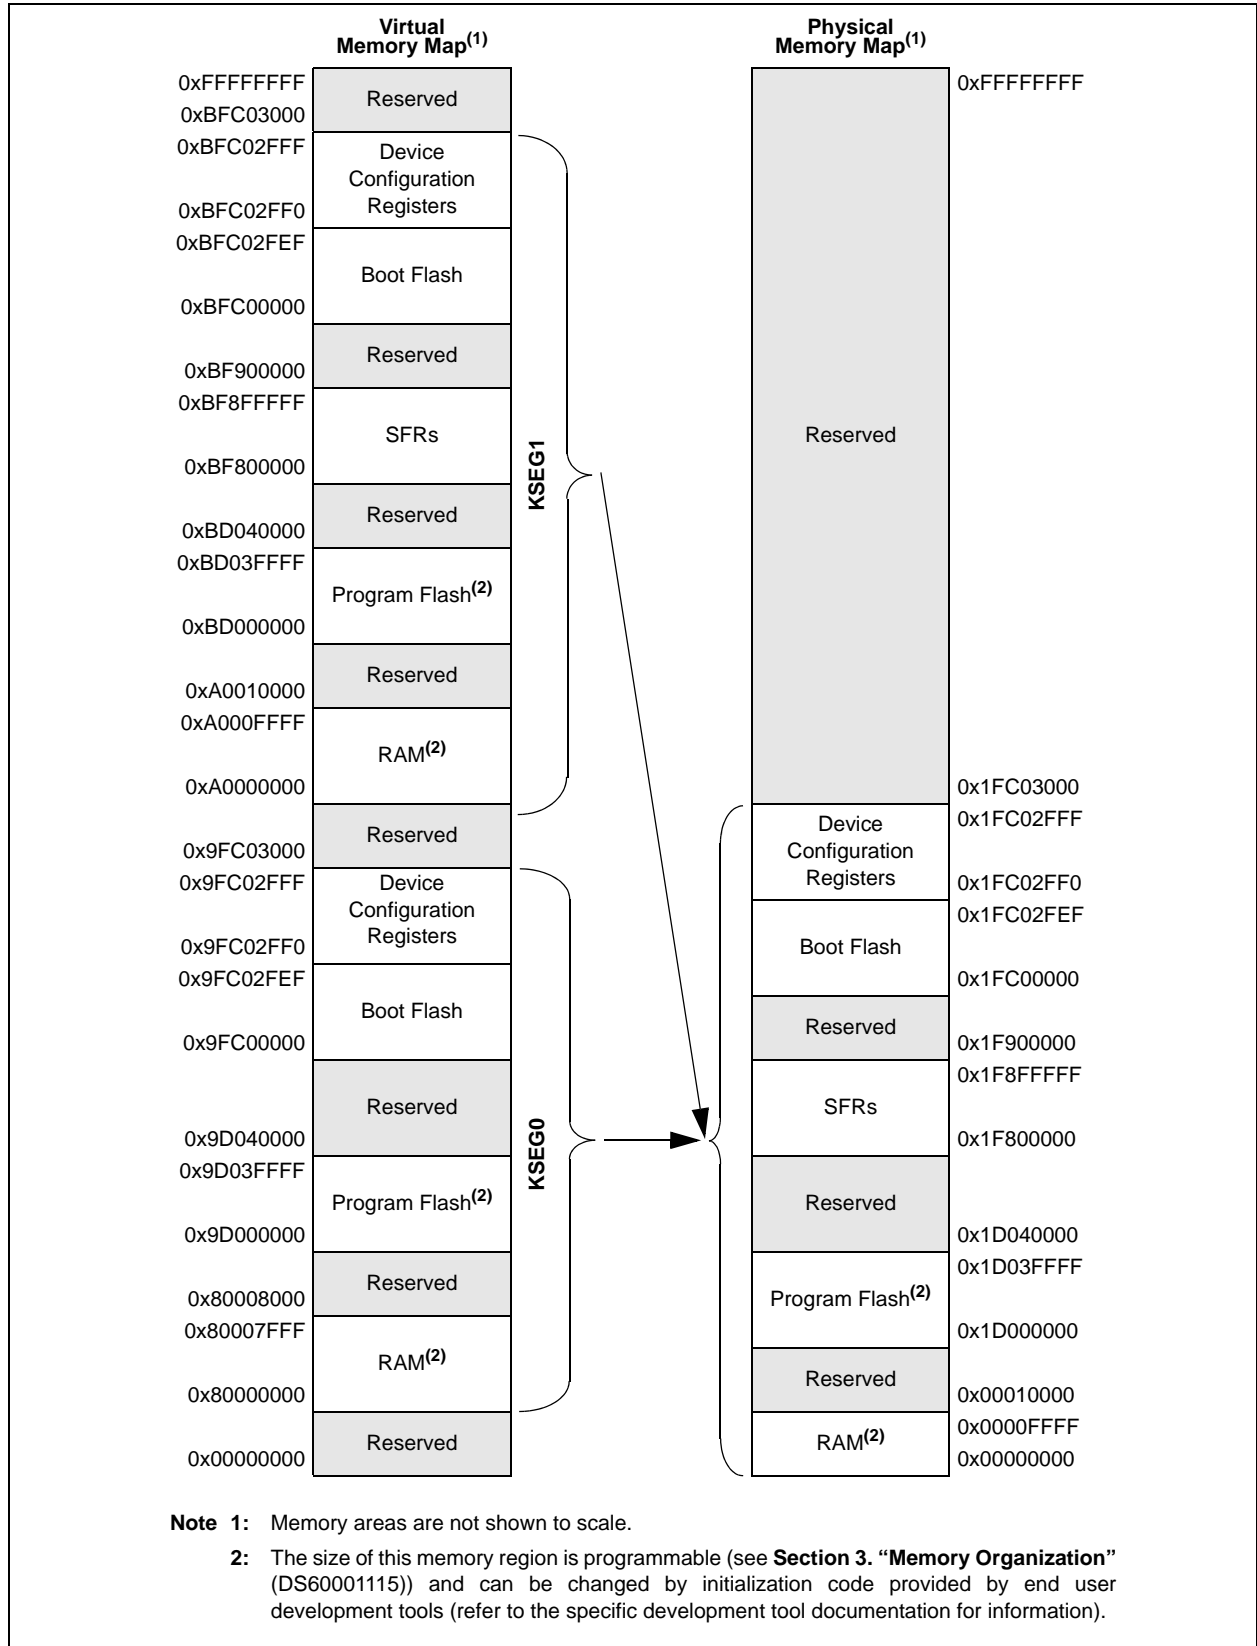 Virtual
Memory Map(1)
Physical
Memory Map(1)
0xFFFFFFFF
Reserved
0xBFC03000
0xBFC02FFF
Device
Configuration
Registers
0xBFC02FF0
0xBFC02FEF
Boot Flash
0xBFC00000
Reserved
0xBF900000
0xBF8FFFFF
SFRs
0xBF800000
Reserved
0xBD040000
0xBD03FFFF
Program Flash(2)
0xBD000000
Reserved
0xA0010000
0xA000FFFF
RAM(2)
0xA0000000
Reserved
0x9FC03000
0x9FC02FFF
Device
Configuration
Registers
0x9FC02FF0
0x9FC02FEF
Boot Flash
0x9FC00000
Reserved
0x9D040000
0x9D03FFFF
Program Flash(2)
0x9D000000
Reserved
0x80008000
0x80007FFF
RAM(2)
0x80000000
Reserved
0x00000000
KSEG1
KSEG0
0xFFFFFFFF
Reserved
0x1FC03000
0x1FC02FFF
Device
Configuration
Registers
0x1FC02FF0
0x1FC02FEF
Boot Flash
0x1FC00000
Reserved
0x1F900000
0x1F8FFFFF
SFRs
0x1F800000
Reserved
0x1D040000
0x1D03FFFF
Program Flash(2)
0x1D000000
Reserved
0x00010000
0x0000FFFF
RAM(2)
0x00000000
Note 1: Memory areas are not shown to scale.
2: The size of this memory region is programmable (see Section 3. “Memory Organization”
(DS60001115)) and can be changed by initialization code provided by end user
development tools (refer to the specific development tool documentation for information).